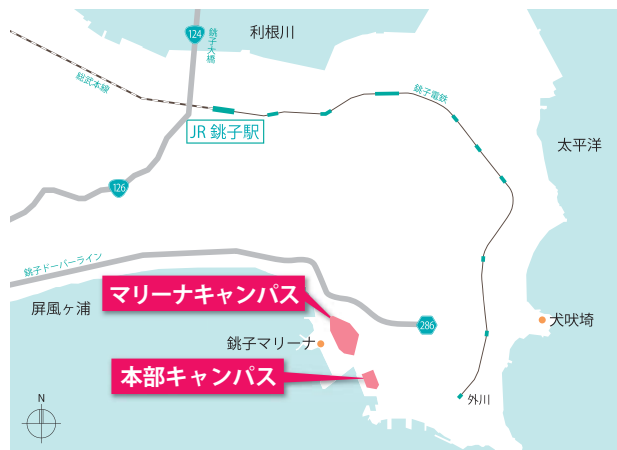 124
銚子大橋
利根川
総武本線
銚子電鉄
JR 銚子駅
太平洋
126
銚子ドーバーライン
マリーナキャンパス
屏風ヶ浦
286
犬吠埼
銚子マリーナ
本部キャンパス
外川
N